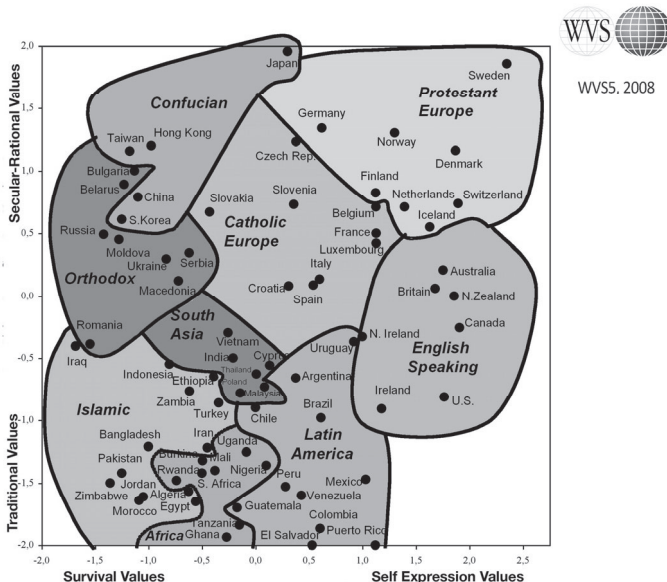 WVS
WVS5, 2008
Secular-Rational Values
Traditional Values
2,0
1,5
1,0
0,5
0,0
-0,5
-1,0
-1,5
-2,0
Japan
Sweden
Confucian
Protestant
Europe
Germany
Taiwan
Hong Kong
Norway
Czech Rep.
Denmark
Bulgaria
Belarus
China
Finland
Slovakia
Slovenia
Netherlands
Switzerland
S.Korea
Catholic
Europe
Belgium
Iceland
Russia
France
Moldova
Luxembourg
Ukraine
Serbia
Italy
Orthodox
Macedonia
Croatia
Spain
Australia
Britain
N.Zealand
South
Asia
Canada
Romania
Vietnam
N. Ireland
Iraq
India
Cyprus
Uruguay
English
Speaking
Indonesia
Thailand
Ethiopia
Poland
Argentina
Zambia
Malaysia
Ireland
U.S.
Islamic
Turkey
Chile
Brazil
Bangladesh
Iran
Uganda
Latin
America
Burkina
Mali
Pakistan
Rwanda
S. Africa
Nigeria
Peru
Mexico
Zimbabwe
Jordan
Algeria
Venezuela
Morocco
Egypt
Guatemala
Tanzania
Colombia
Africa
Ghana
El Salvador
Puerto Rico
-2,0
-1,5
-1,0
-0,5
0,0
0,5
1,0
1,5
2,0
Survival Values
Self Expression Values